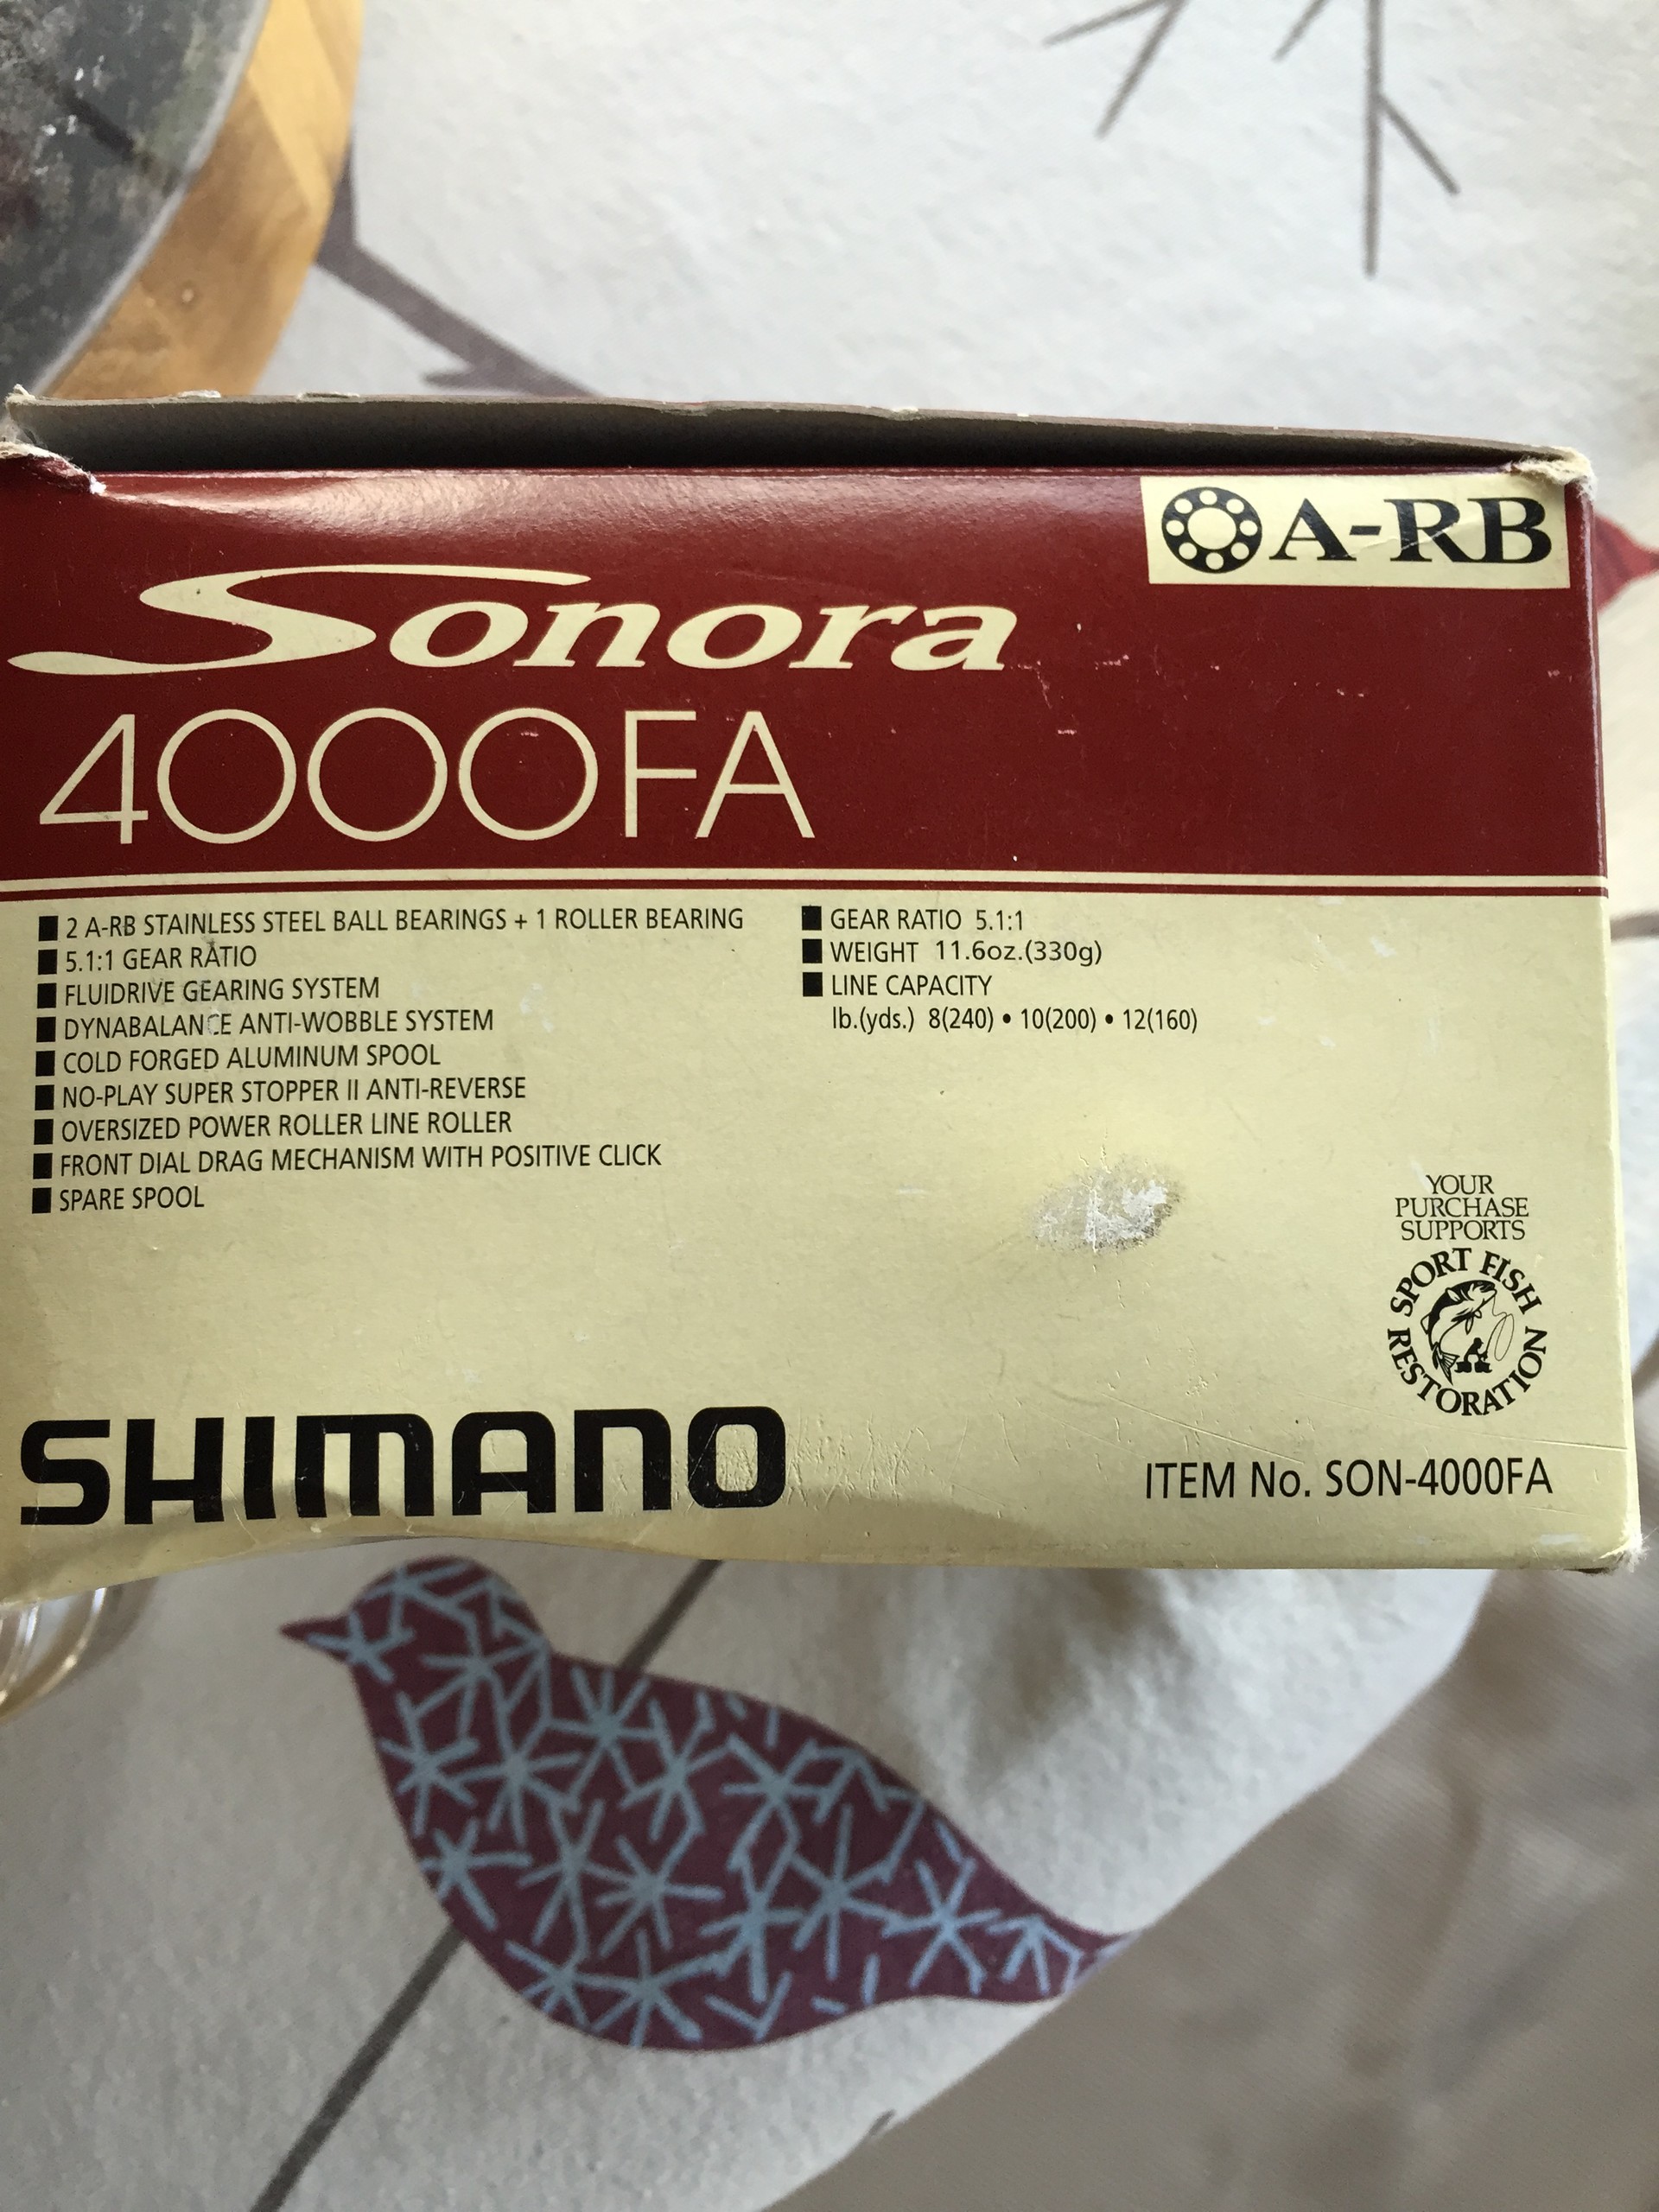 A-RB
Sonora
4000FA
■ 2 A-RB STAINLESS STEEL BALL BEARINGS + 1 ROLLER BEARING
■ 5.1:1 GEAR RATIO
■ FLUIDRIVE GEARING SYSTEM
■ DYNABALANCE ANTI-WOBBLE SYSTEM
■ COLD FORGED ALUMINUM SPOOL
■ NO-PLAY SUPER STOPPER II ANTI-REVERSE
■ OVERSIZED POWER ROLLER LINE ROLLER
■ FRONT DIAL DRAG MECHANISM WITH POSITIVE CLICK
■ SPARE SPOOL
■ GEAR RATIO 5.1:1
■ WEIGHT 11.6oz.(330g)
■ LINE CAPACITY
lb.(yds.) 8(240) • 10(200) • 12(160)
YOUR
PURCHASE
SUPPORTS
SPORT FISH
RESTORATION
SHIMANO
ITEM No. SON-4000FA